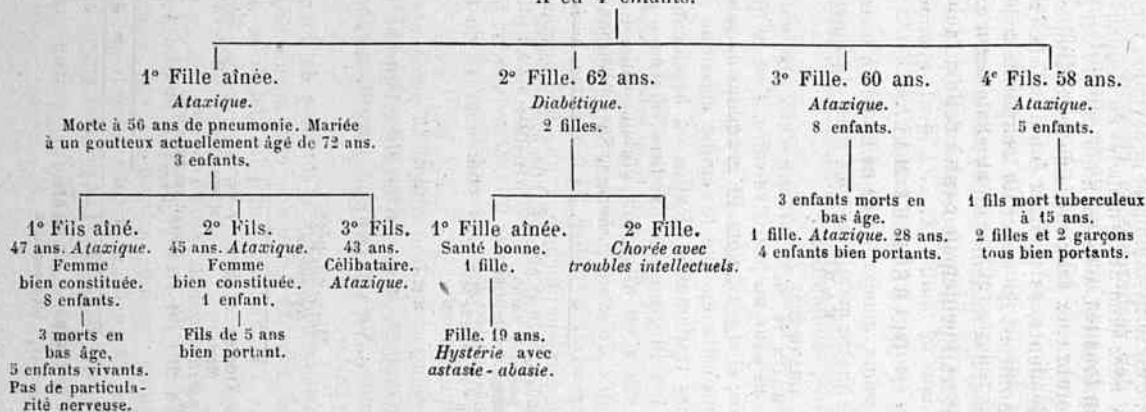 A eu 4 enfants.
1° Fille aînée.
Ataxique.
Morte à 56 ans de pneumonie. Mariée
à un goutteux actuellement âgé de 72 ans.
3 enfants.
2° Fille. 62 ans.
Diabétique.
2 filles.
3° Fille. 60 ans.
Ataxique.
8 enfants.
4° Fils. 58 ans.
Ataxique.
5 enfants.
1° Fils aîné.
47 ans. Ataxique.
Femme
bien constituée.
8 enfants.
3 morts en
bas âge,
5 enfants vivants.
Pas de particula-
rité nerveuse.
2° Fils.
45 ans. Ataxique.
Femme
bien constituée.
1 enfant.
Fils de 5 ans
bien portant.
3° Fils.
43 ans.
Célibataire.
Ataxique.
1° Fille aînée.
Santé bonne.
1 fille.
Fille. 19 ans.
Hystérie avec
astasie-abasie.
2° Fille.
Chorée avec
troubles intellectuels.
3 enfants morts en
bas âge.
1 fille. Ataxique. 28 ans.
4 enfants bien portants.
1 fils mort tuberculeux
à 15 ans.
2 filles et 2 garçons
tous bien portants.